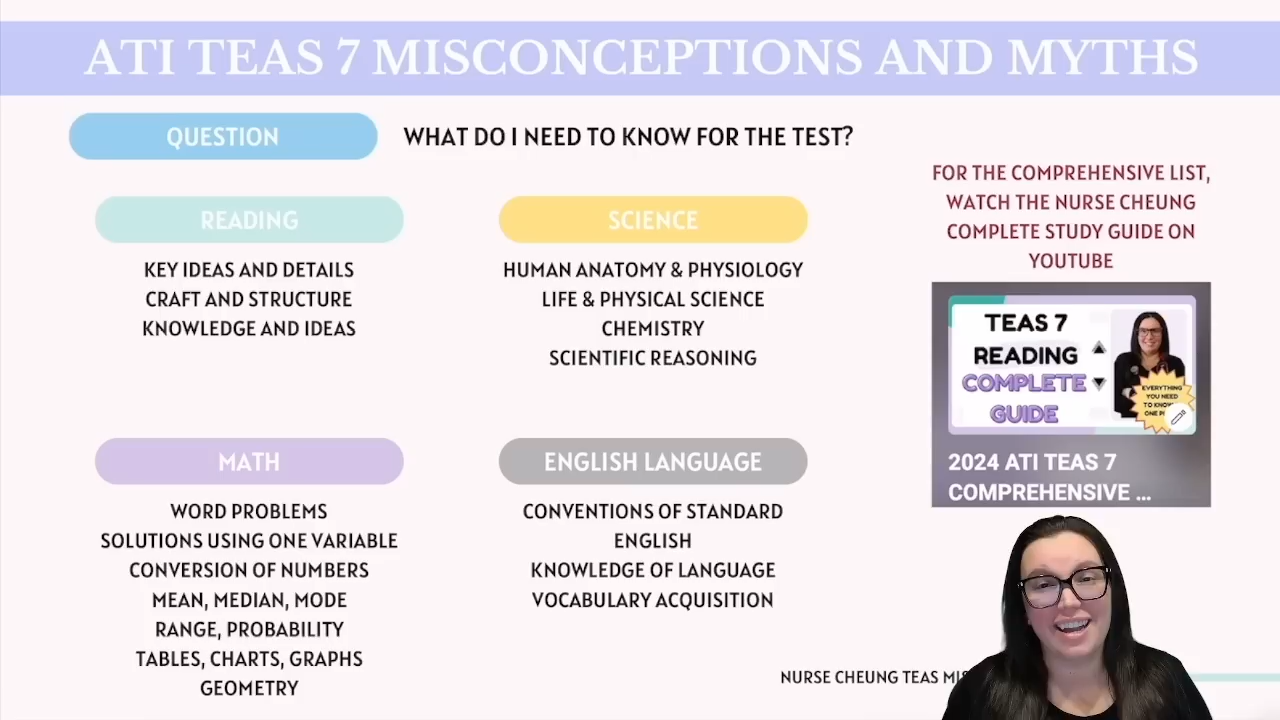 ATI TEAS 7 MISCONCEPTIONS AND MYTHS
QUESTION
WHAT DO I NEED TO KNOW FOR THE TEST?
READING
KEY IDEAS AND DETAILS
CRAFT AND STRUCTURE
KNOWLEDGE AND IDEAS
SCIENCE
HUMAN ANATOMY & PHYSIOLOGY
LIFE & PHYSICAL SCIENCE
CHEMISTRY
SCIENTIFIC REASONING
MATH
WORD PROBLEMS
SOLUTIONS USING ONE VARIABLE
CONVERSION OF NUMBERS
MEAN, MEDIAN, MODE
RANGE, PROBABILITY
TABLES, CHARTS, GRAPHS
GEOMETRY
ENGLISH LANGUAGE
CONVENTIONS OF STANDARD
ENGLISH
KNOWLEDGE OF LANGUAGE
VOCABULARY ACQUISITION
FOR THE COMPREHENSIVE LIST,
WATCH THE NURSE CHEUNG
COMPLETE STUDY GUIDE ON
YOUTUBE
TEAS 7
READING
COMPLETE
GUIDE
EVERYTHING
YOU NEED
TO KNOW
ONE
2024 ATI TEAS 7
COMPREHENSIVE ...
NURSE CHEUNG TEAS